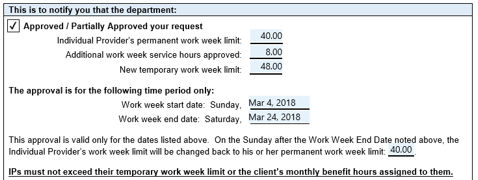 This is to notify you that the department:
✓ Approved / Partially Approved your request
Individual Provider's permanent work week limit: 40.00
Additional work week service hours approved: 8.00
New temporary work week limit: 48.00
The approval is for the following time period only:
Work week start date: Sunday, Mar 4, 2018
Work week end date: Saturday, Mar 24, 2018
This approval is valid only for the dates listed above. On the Sunday after the Work Week End Date noted above, the
Individual Provider's work week limit will be changed back to his or her permanent work week limit: 40.00.
IPs must not exceed their temporary work week limit or the client's monthly benefit hours assigned to them.